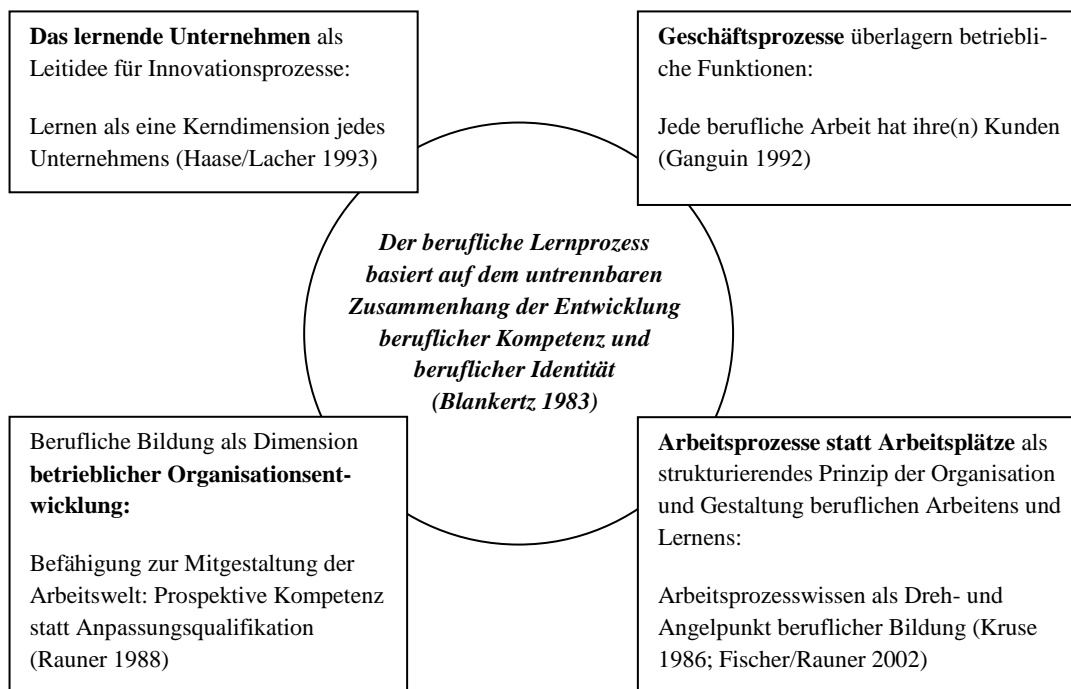 Das lernende Unternehmen als
Leitidee für Innovationsprozesse:
Lernen als eine Kerndimension jedes
Unternehmens (Haase/Lacher 1993)
Geschäftsprozesse überlagern betriebli-
che Funktionen:
Jede berufliche Arbeit hat ihre(n) Kunden
(Ganguin 1992)
Der berufliche Lernprozess
basiert auf dem untrennbaren
Zusammenhang der Entwicklung
beruflicher Kompetenz und
beruflicher Identität
(Blankertz 1983)
Berufliche Bildung als Dimension
betrieblicher Organisationsent-
wicklung:
Befähigung zur Mitgestaltung der
Arbeitswelt: Prospektive Kompetenz
statt Anpassungsqualifikation
(Rauner 1988)
Arbeitsprozesse statt Arbeitsplätze als
strukturierendes Prinzip der Organisation
und Gestaltung beruflichen Arbeitens und
Lernens:
Arbeitsprozesswissen als Dreh- und
Angelpunkt beruflicher Bildung (Kruse
1986; Fischer/Rauner 2002)